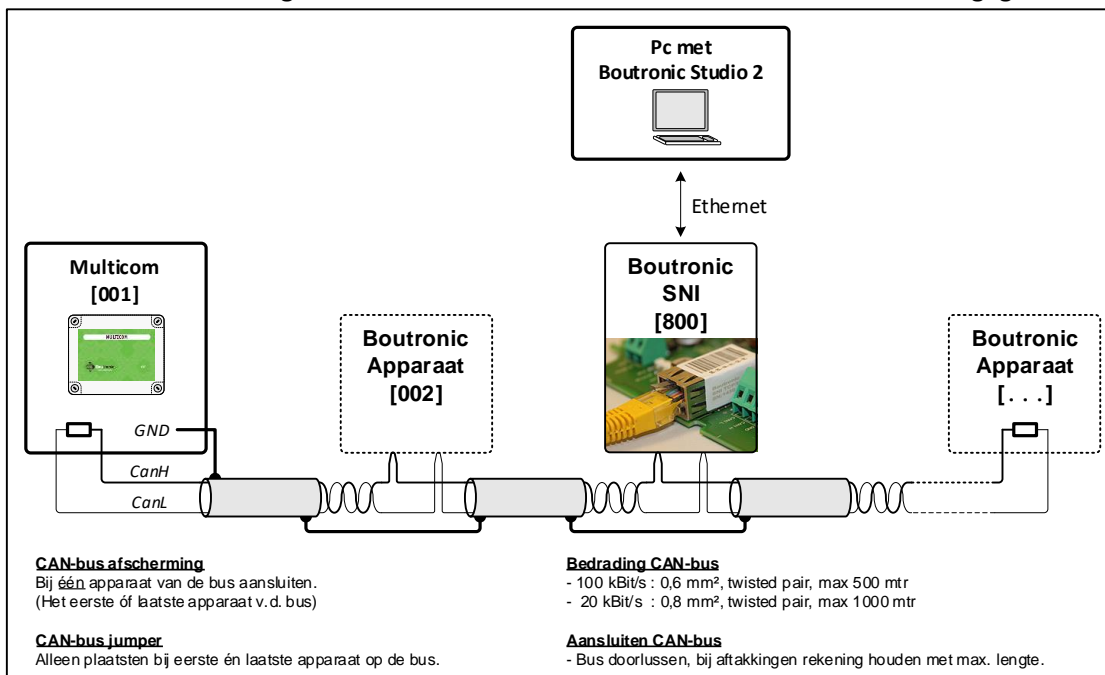 Pc met
Boutronic Studio 2
Ethernet
Multicom
[001]
MULTICOM
GND
CanH
CanL
Boutronic
Apparaat
[002]
Boutronic
SNI
[800]
Boutronic
Apparaat
[...]
CAN-bus afscherming
Bij één apparaat van de bus aansluiten.
(Het eerste óf laatste apparaat v.d. bus)
CAN-bus jumper
Alleen plaatsten bij eerste én laatste apparaat op de bus.
Bedrading CAN-bus
- 100 kBit/s : 0,6 mm², twisted pair, max 500 mtr
- 20 kBit/s : 0,8 mm², twisted pair, max 1000 mtr
Aansluiten CAN-bus
- Bus doorlussen, bij aftakkingen rekening houden met max. lengte.